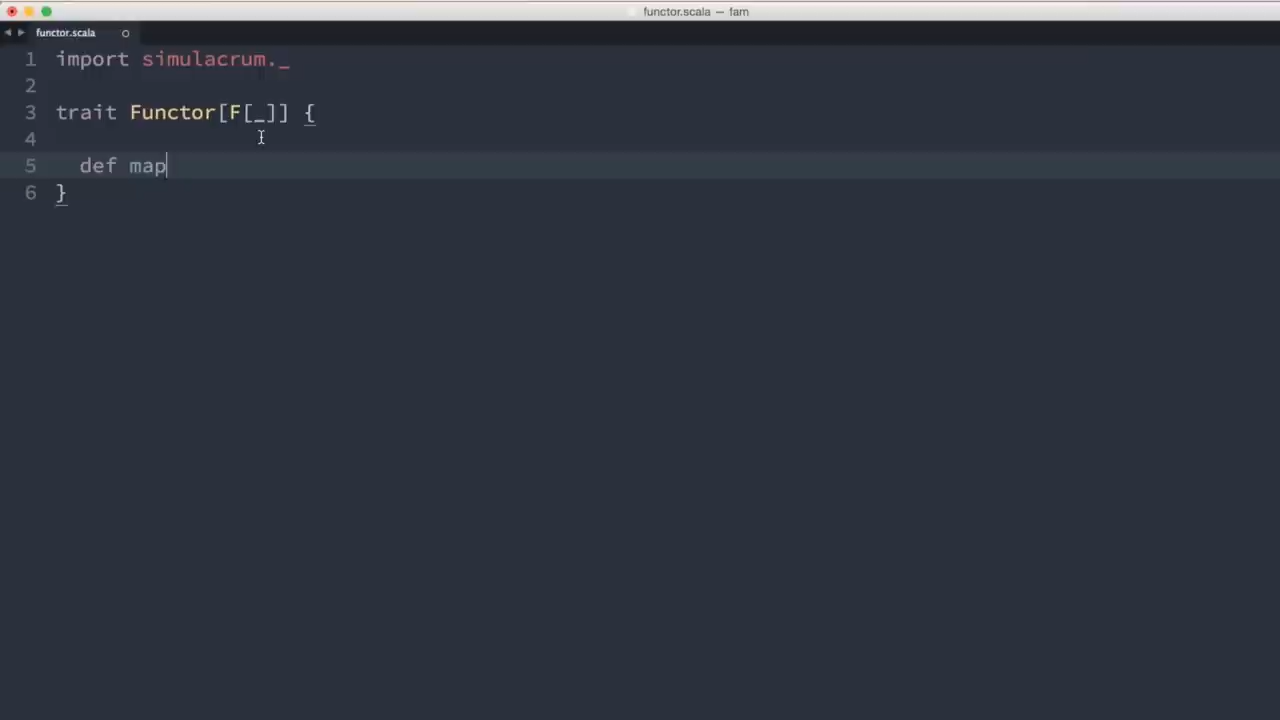 functor.scala — fam
functor.scala
1 import simulacrum._
2
3 trait Functor[F[_]] {
4
5   def map
6 }